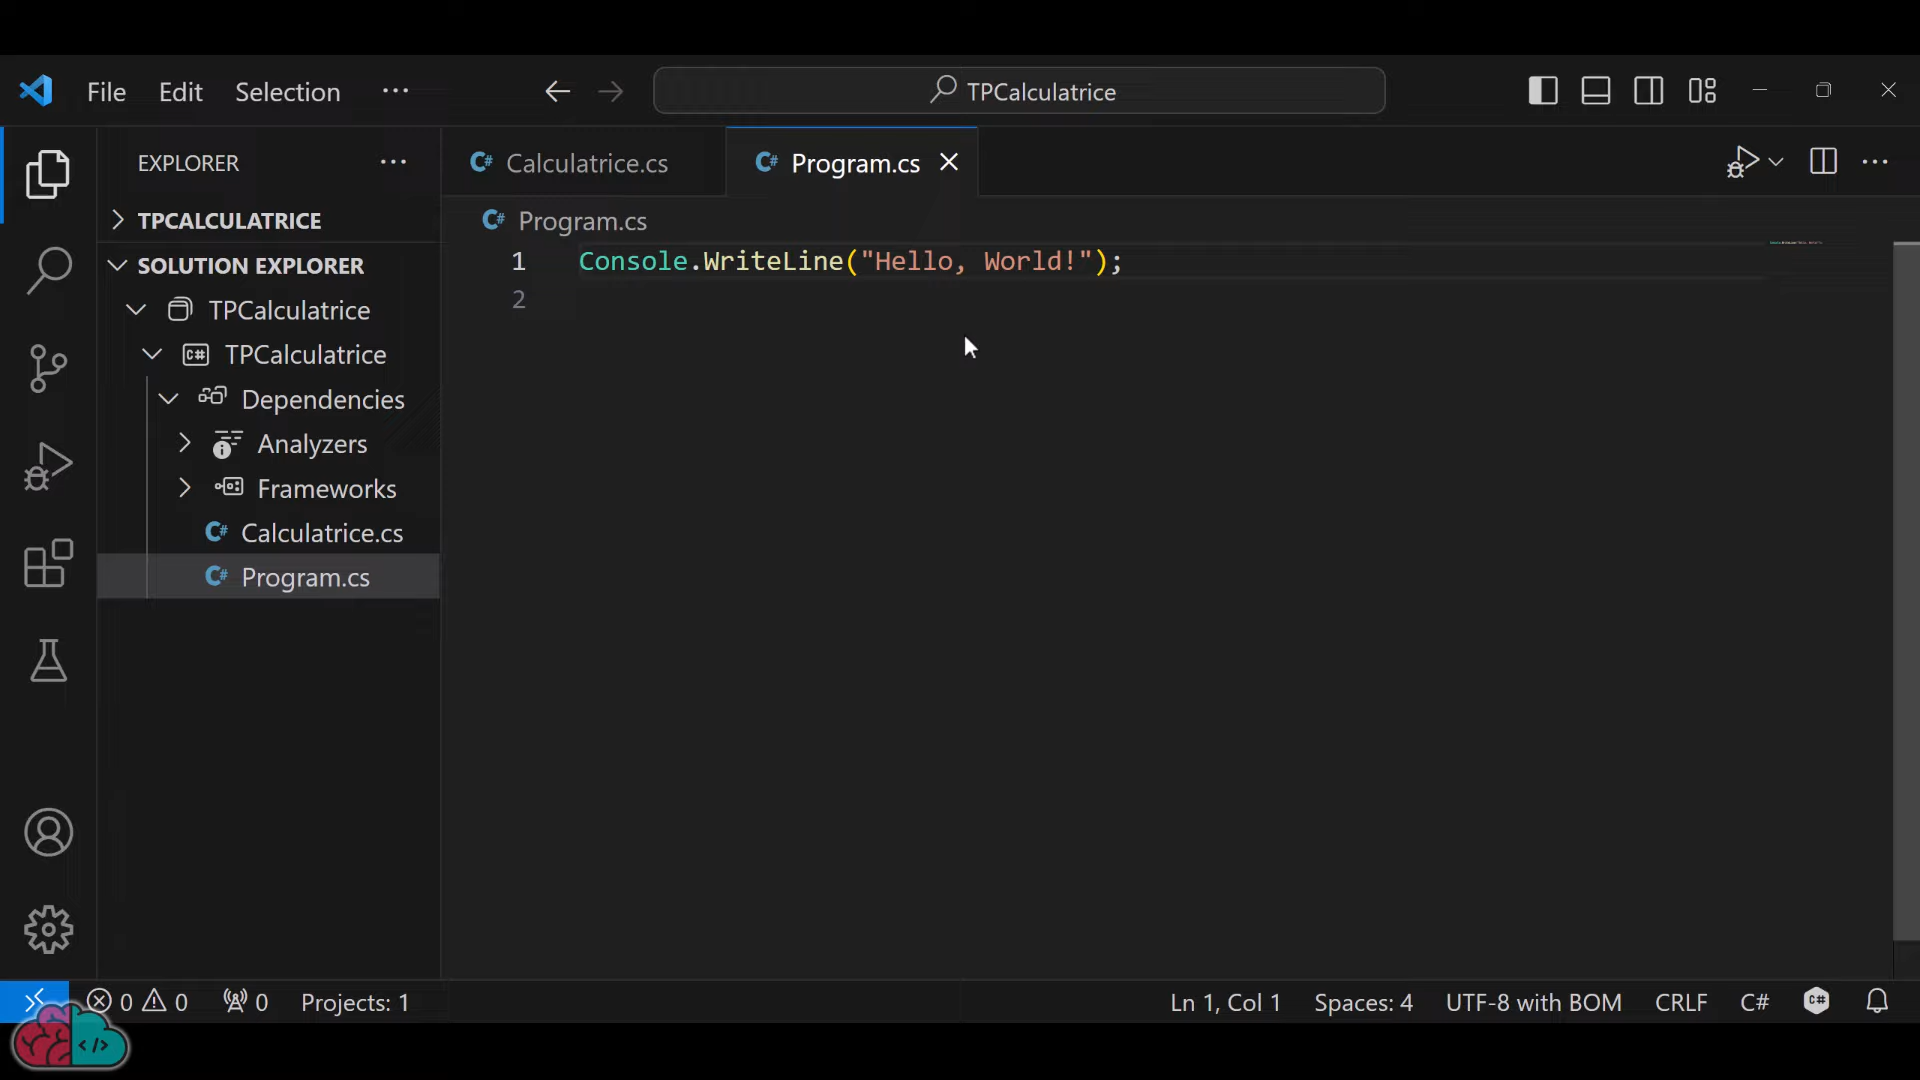 File Edit Selection ··· TPCalculatrice
EXPLORER ···
TPCALCULATRICE
SOLUTION EXPLORER
TPCalculatrice
C# TPCalculatrice
Dependencies
Analyzers
Frameworks
C# Calculatrice.cs
C# Program.cs
C# Calculatrice.cs C# Program.cs
C# Program.cs
1 Console.WriteLine("Hello, World!");
2
0 0 0 Projects: 1 Ln 1, Col 1 Spaces: 4 UTF-8 with BOM CRLF C# C#
</>